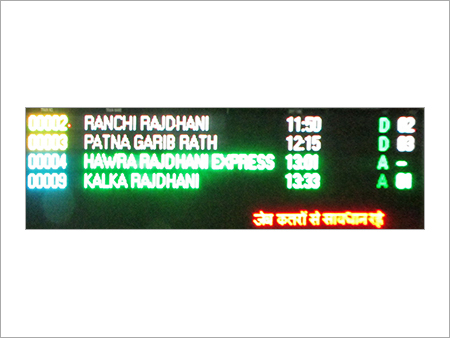 00002 RANCHI RAJDHANI 11:50 D 02
00003 PATNA GARIB RATH 12:15 D 03
00004 HAWRA RAJDHANI EXPRESS 13:01 A -
00009 KALKA RAJDHANI 13:33 A 01
जेब कतरों से सावधान रहें